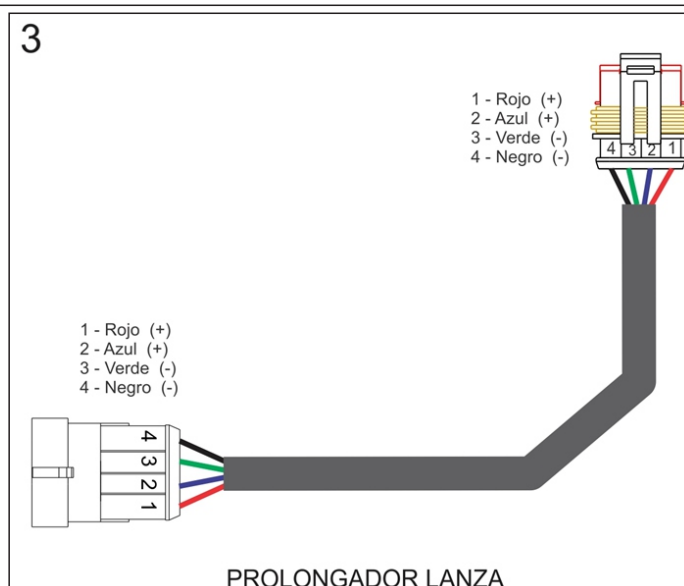 3
1 - Rojo (+)
2 - Azul (+)
3 - Verde (-)
4 - Negro (-)
4 3 2 1
1 - Rojo (+)
2 - Azul (+)
3 - Verde (-)
4 - Negro (-)
4
3
2
1
PROLONGADOR LANZA